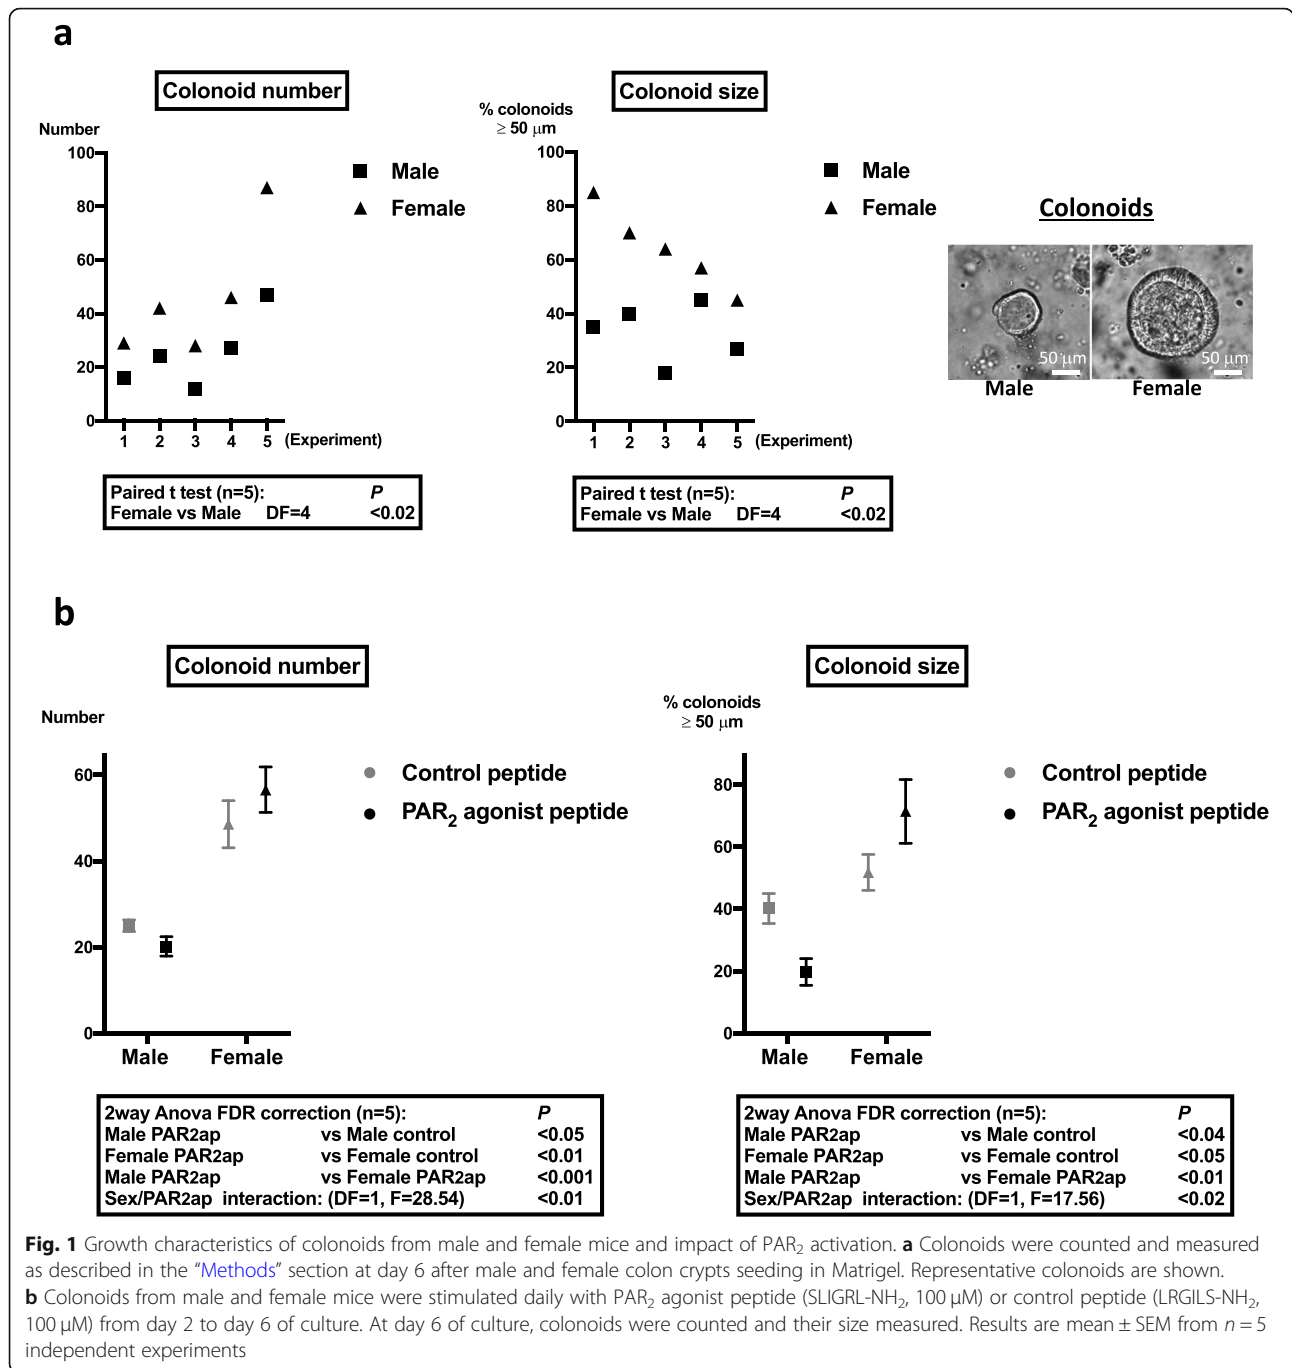 a
Colonoid number
Number
100
80
60
40
20
0
1 2 3 4 5 (Experiment)
Male
Female
Paired t test (n=5): P
Female vs Male DF=4 <0.02
Colonoid size
% colonoids
≥ 50 μm
100
80
60
40
20
0
1 2 3 4 5 (Experiment)
Male
Female
Paired t test (n=5): P
Female vs Male DF=4 <0.02
Colonoids
50 μm
50 μm
Male Female
b
Colonoid number
Number
60
40
20
0
Male Female
Control peptide
PAR2 agonist peptide
2way Anova FDR correction (n=5): P
Male PAR2ap vs Male control <0.05
Female PAR2ap vs Female control <0.01
Male PAR2ap vs Female PAR2ap <0.001
Sex/PAR2ap interaction: (DF=1, F=28.54) <0.01
Colonoid size
% colonoids
≥ 50 μm
80
60
40
20
0
Male Female
Control peptide
PAR2 agonist peptide
2way Anova FDR correction (n=5): P
Male PAR2ap vs Male control <0.04
Female PAR2ap vs Female control <0.05
Male PAR2ap vs Female PAR2ap <0.01
Sex/PAR2ap interaction: (DF=1, F=17.56) <0.02
Fig. 1 Growth characteristics of colonoids from male and female mice and impact of PAR2 activation. a Colonoids were counted and measured
as described in the “Methods” section at day 6 after male and female colon crypts seeding in Matrigel. Representative colonoids are shown.
b Colonoids from male and female mice were stimulated daily with PAR2 agonist peptide (SLIGRL-NH2, 100 μM) or control peptide (LRGILS-NH2,
100 μM) from day 2 to day 6 of culture. At day 6 of culture, colonoids were counted and their size measured. Results are mean ± SEM from n = 5
independent experiments